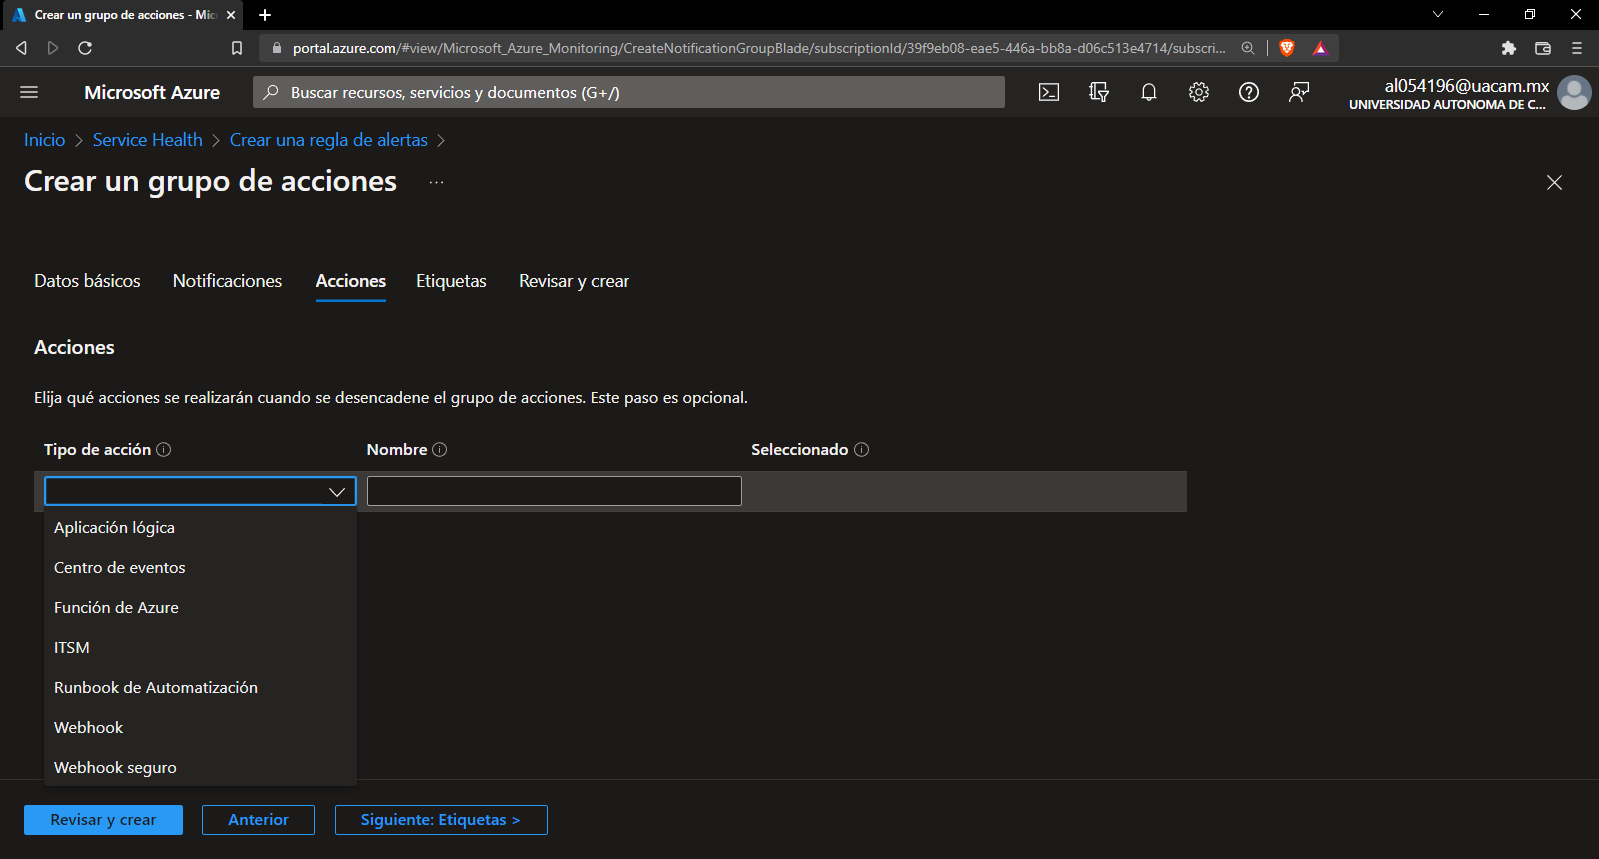 Crear un grupo de acciones - Mic
portal.azure.com/#view/Microsoft_Azure_Monitoring/CreateNotificationGroupBlade/subscriptionId/39f9eb08-eae5-446a-bb8a-d06c513e4714/subscri...
Microsoft Azure
Buscar recursos, servicios y documentos (G+/)
al054196@uacam.mx
UNIVERSIDAD AUTONOMA DE C...
Inicio > Service Health > Crear una regla de alertas >
Crear un grupo de acciones ...
Datos básicos Notificaciones Acciones Etiquetas Revisar y crear
Acciones
Elija qué acciones se realizarán cuando se desencadene el grupo de acciones. Este paso es opcional.
Tipo de acción Nombre Seleccionado
Aplicación lógica
Centro de eventos
Función de Azure
ITSM
Runbook de Automatización
Webhook
Webhook seguro
Revisar y crear Anterior Siguiente: Etiquetas >